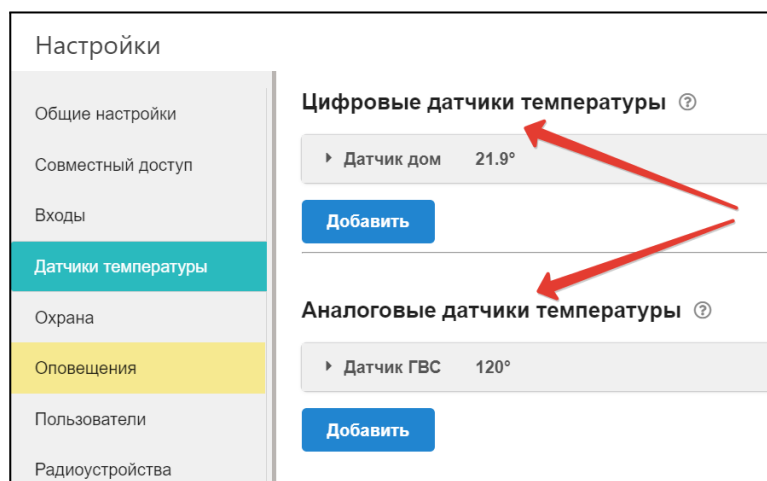 Настройки
Общие настройки
Совместный доступ
Входы
Датчики температуры
Охрана
Оповещения
Пользователи
Радиоустройства
Цифровые датчики температуры ?
Датчик дом 21.9°
Добавить
Аналоговые датчики температуры ?
Датчик ГВС 120°
Добавить